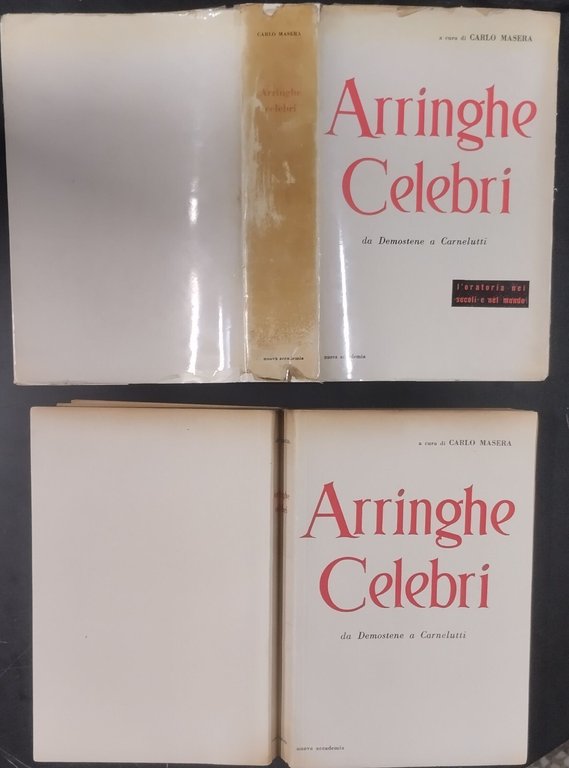 CARLO MASERA
Arringhe
celebri
nuova accademia
a cura di CARLO MASERA
Arringhe
Celebri
da Demostene a Carnelutti
l'oratoria nei
secoli e nel mondo
nuova accademia
a cura di CARLO MASERA
Arringhe
Celebri
da Demostene a Carnelutti
nuova accademia